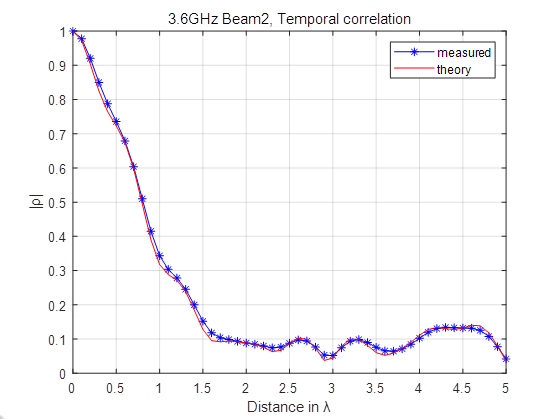 3.6GHz Beam2, Temporal correlation
measured
theory
1
0.9
0.8
0.7
0.6
0.5
0.4
0.3
0.2
0.1
0
|ρ|
0 0.5 1 1.5 2 2.5 3 3.5 4 4.5 5
Distance in λ